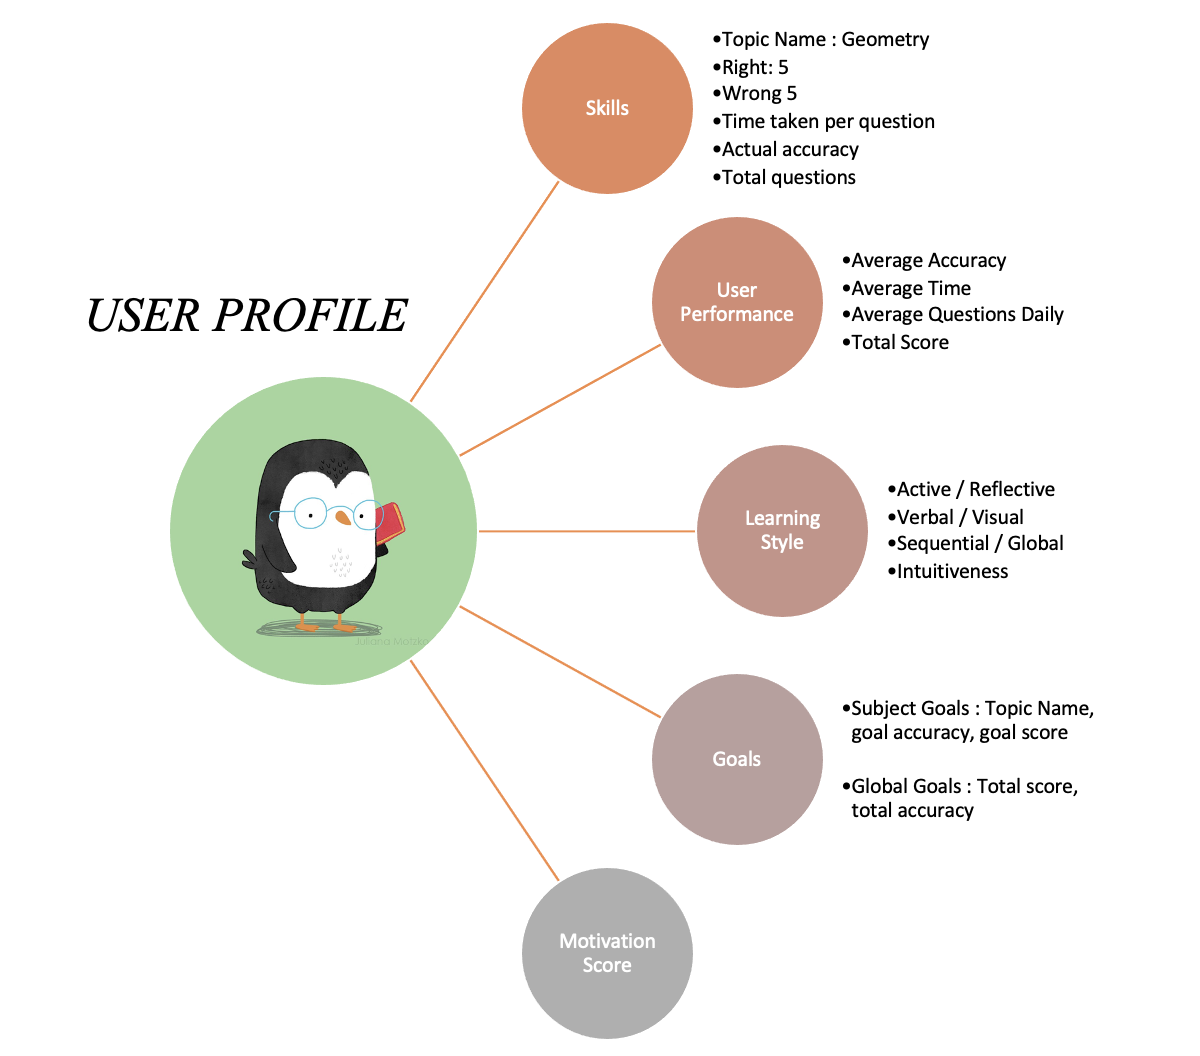 USER PROFILE
Skills
•Topic Name : Geometry
•Right: 5
•Wrong 5
•Time taken per question
•Actual accuracy
•Total questions
User
Performance
•Average Accuracy
•Average Time
•Average Questions Daily
•Total Score
Learning
Style
•Active / Reflective
•Verbal / Visual
•Sequential / Global
•Intuitiveness
Goals
•Subject Goals : Topic Name,
goal accuracy, goal score
•Global Goals : Total score,
total accuracy
Motivation
Score